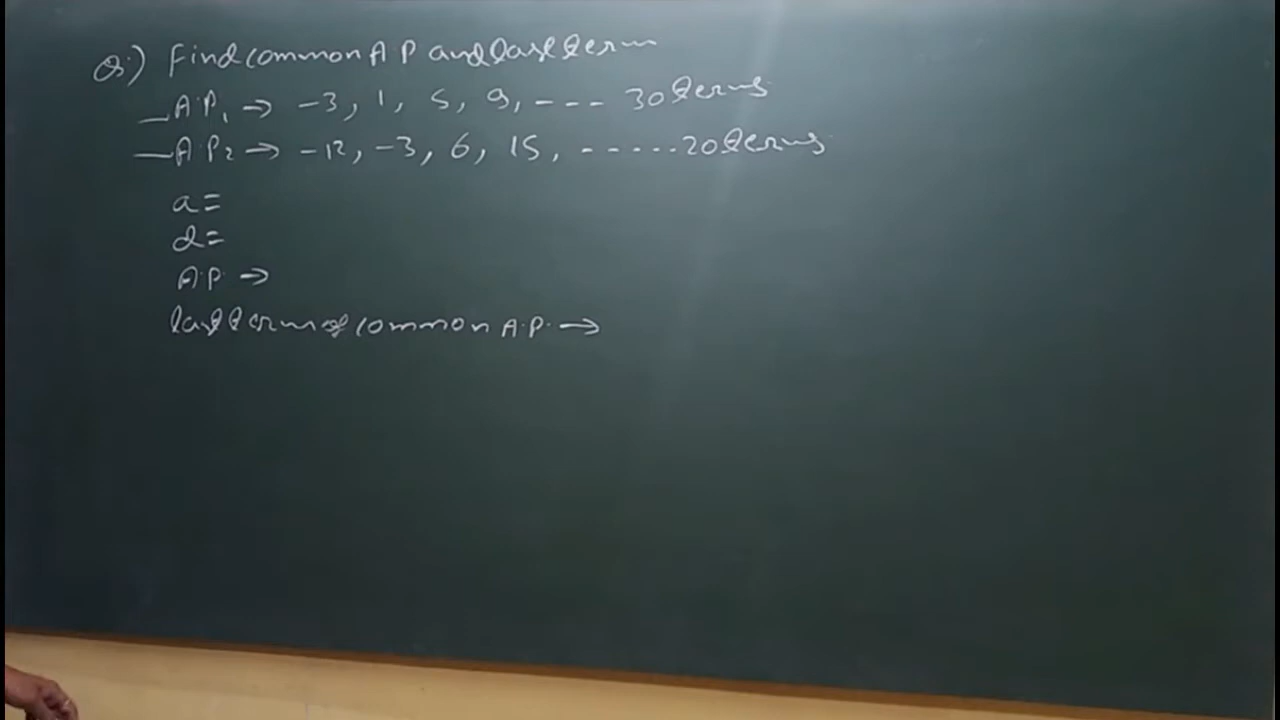 Q:) Find common A P and last term
A.P₁ → -3, 1, 5, 9, --- 30 terms
A.P₂ → -12, -3, 6, 15, ----- 20 terms
a =
d =
A.P. →
last term of common A.P. →